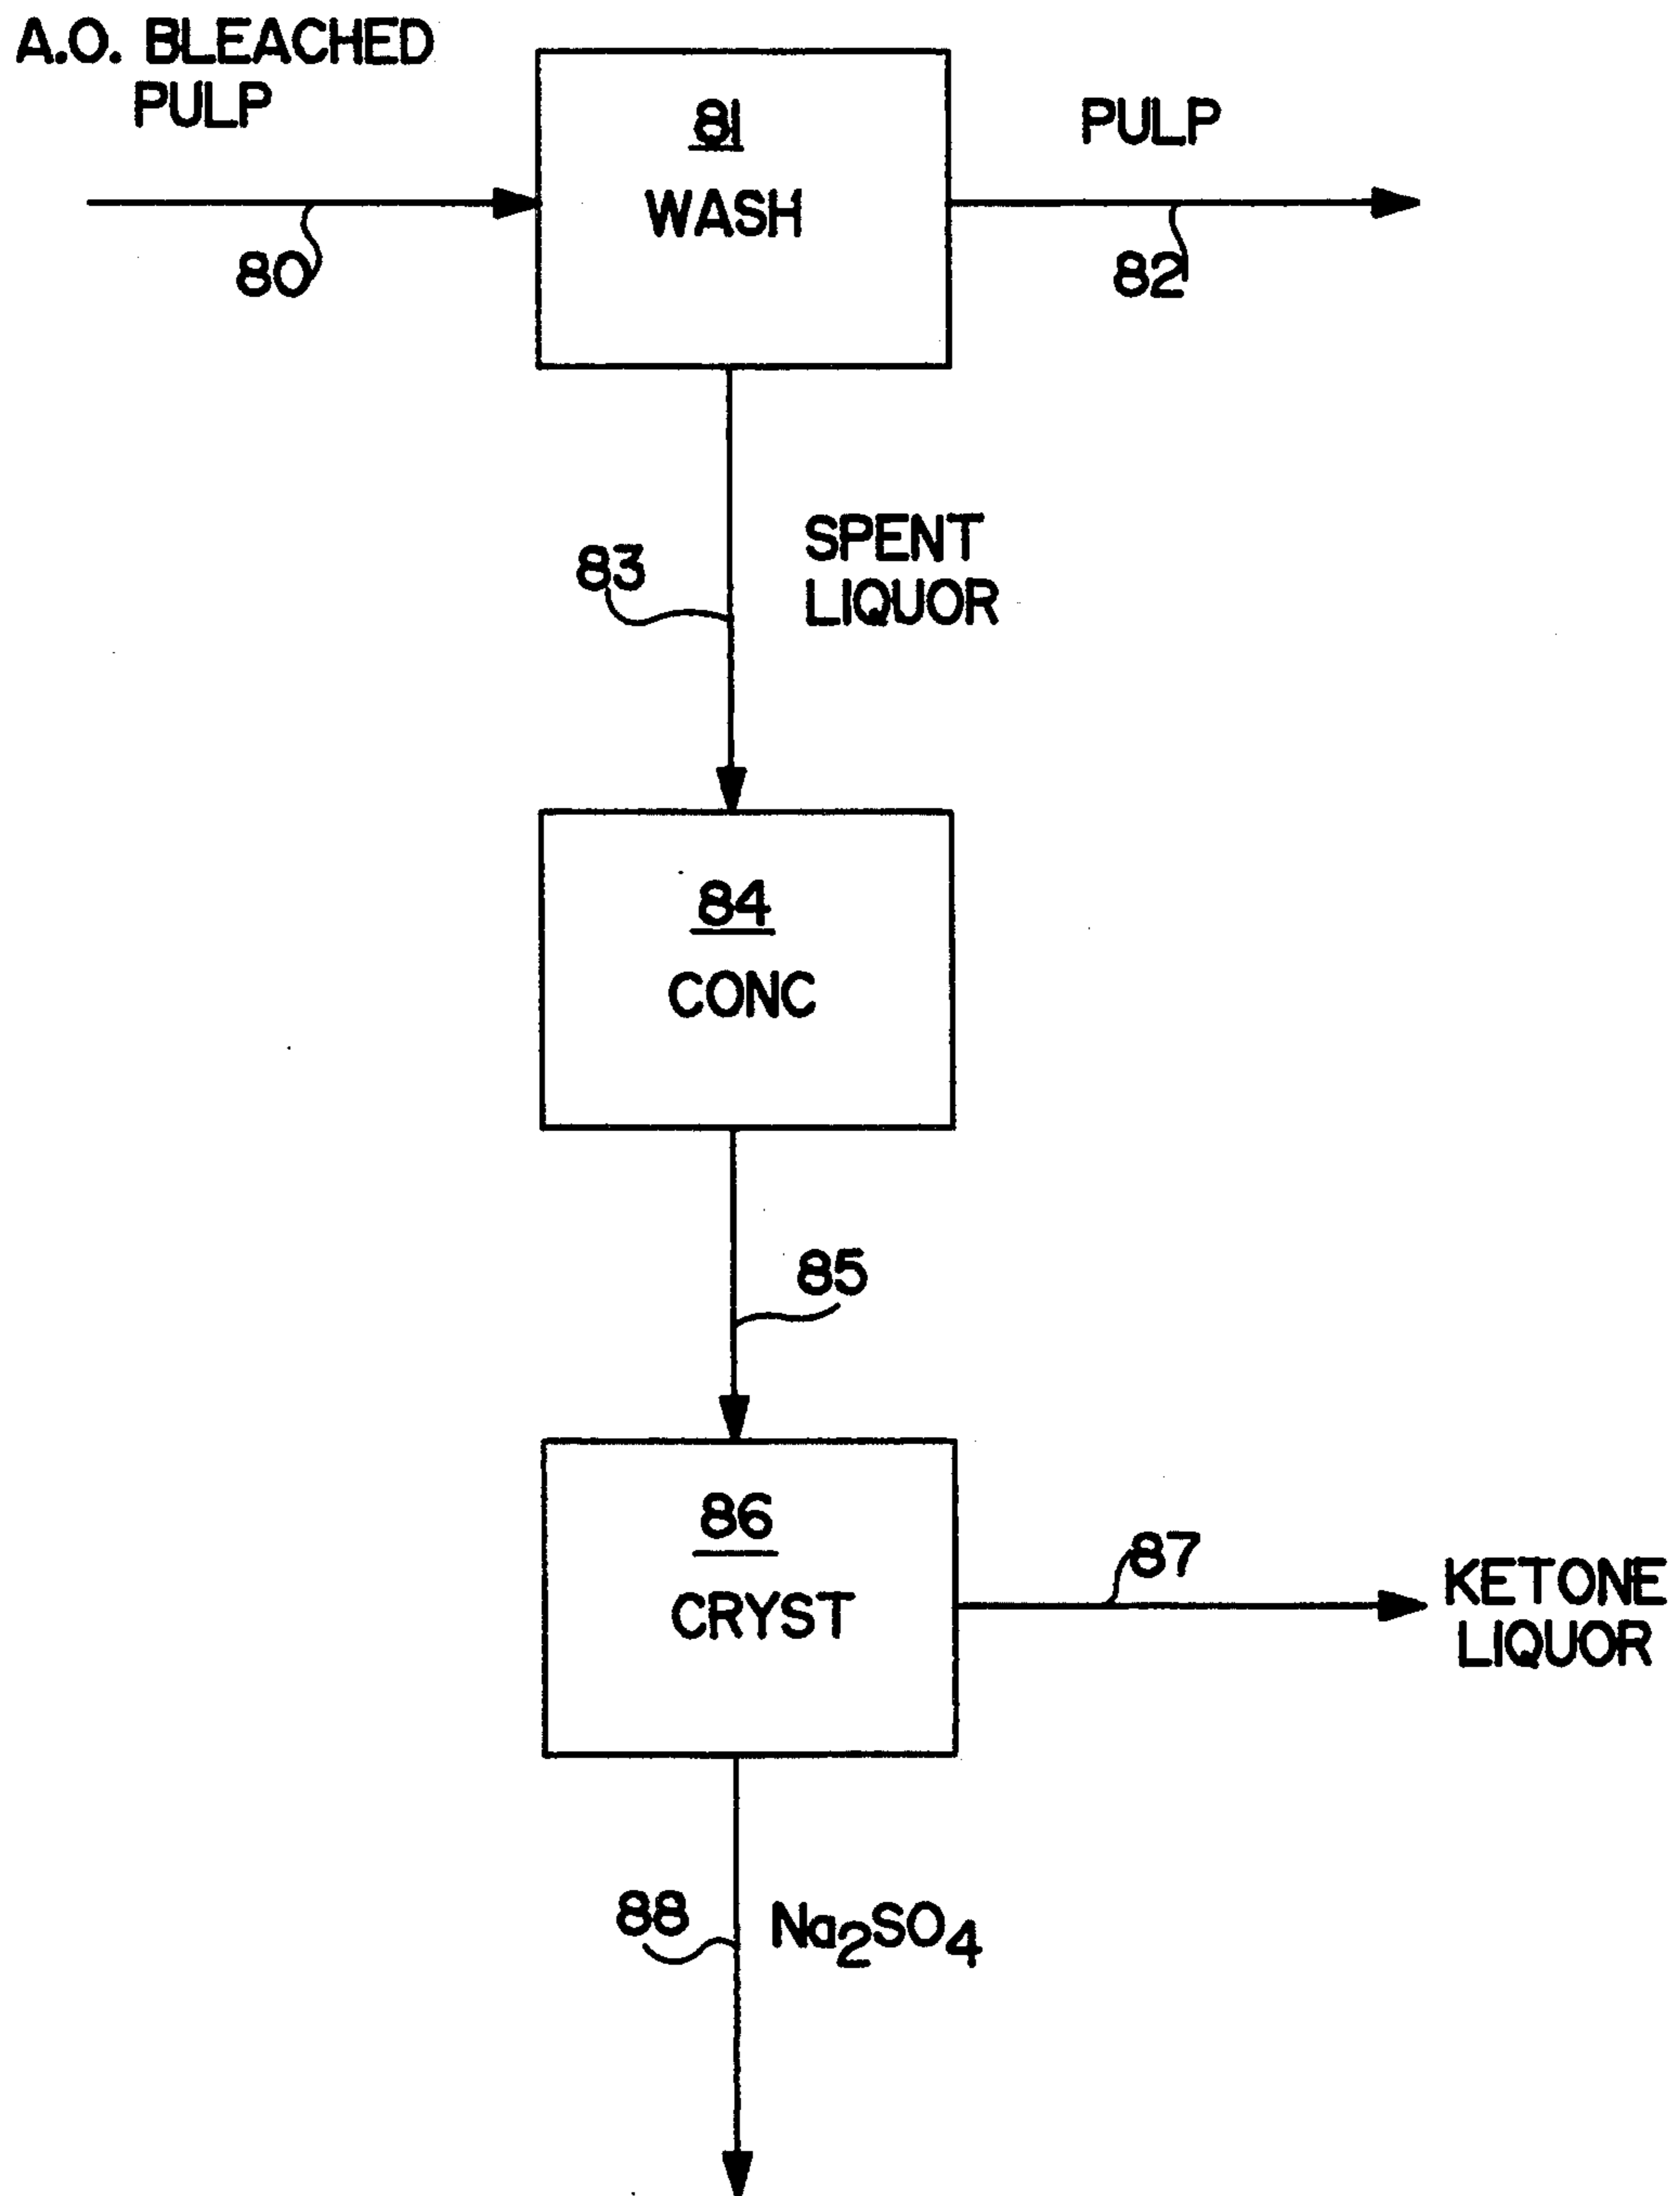 A.O. BLEACHED
PULP
81
WASH
PULP
80
82
83
SPENT
LIQUOR
84
CONC
85
86
CRYST
87
KETONE
LIQUOR
88
Na₂SO₄